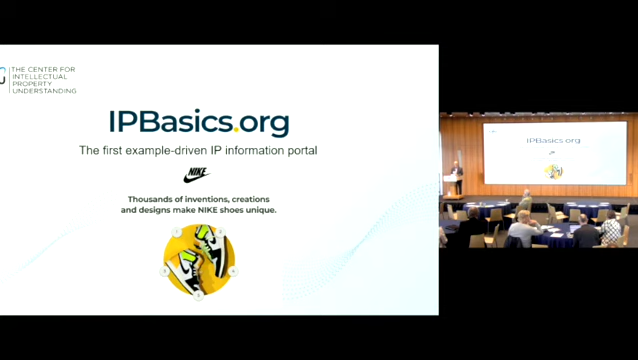 THE CENTER FOR
INTELLECTUAL
PROPERTY
UNDERSTANDING
IPBasics.org
The first example-driven IP information portal
NIKE
Thousands of inventions, creations
and designs make NIKE shoes unique.
IPBasics.org